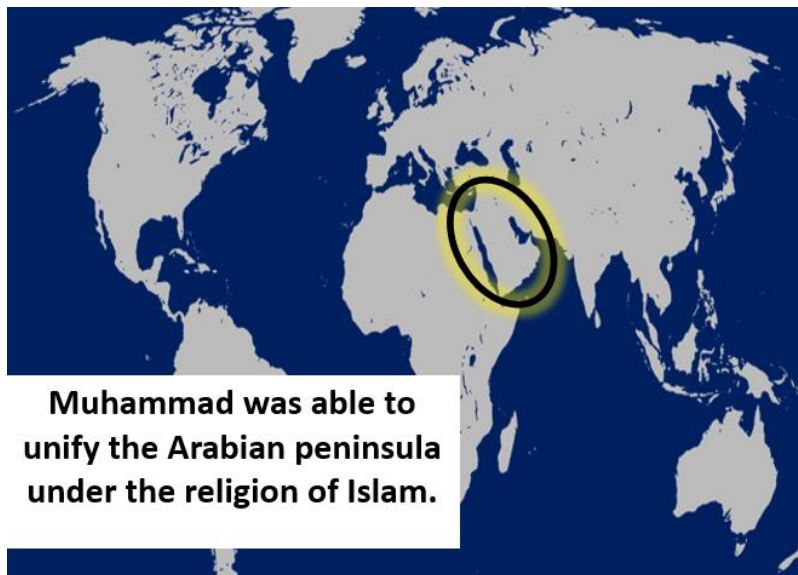 Muhammad was able to
unify the Arabian peninsula
under the religion of Islam.